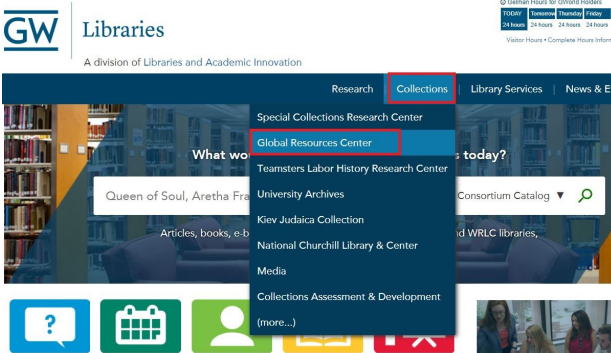 Gelman Hours for GWorld Holders
TODAY Tomorrow Thursday Friday
24 hours 24 hours 24 hours 24 hours
Visitor Hours • Complete Hours Inform
GW Libraries
A division of Libraries and Academic Innovation
Research Collections Library Services News & E
Special Collections Research Center
Global Resources Center
What wo s today?
Teamsters Labor History Research Center
Queen of Soul, Aretha Fra University Archives Consortium Catalog ▼
Kiev Judaica Collection
Articles, books, e-b nd WRLC libraries,
National Churchill Library & Center
Media
Collections Assessment & Development
(more...)
?